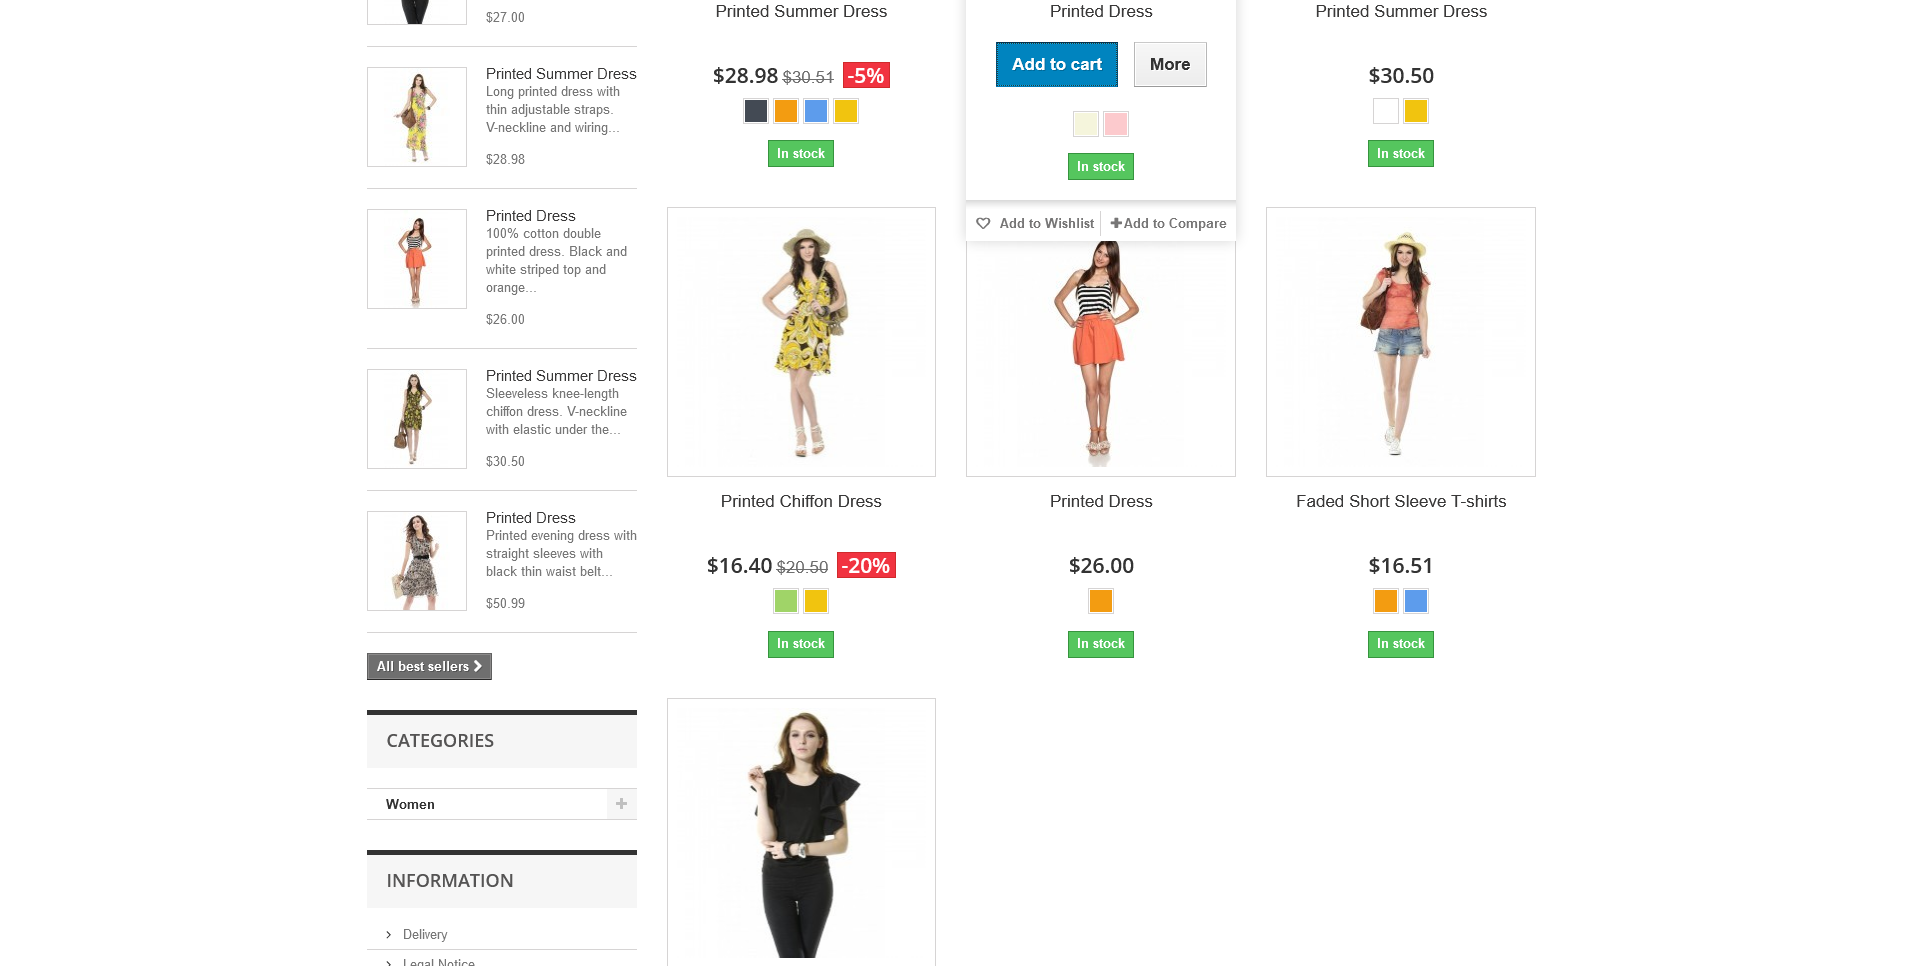 $27.00
Printed Summer Dress
Long printed dress with
thin adjustable straps.
V-neckline and wiring...
$28.98
Printed Dress
100% cotton double
printed dress. Black and
white striped top and
orange...
$26.00
Printed Summer Dress
Sleeveless knee-length
chiffon dress. V-neckline
with elastic under the...
$30.50
Printed Dress
Printed evening dress with
straight sleeves with
black thin waist belt...
$50.99
All best sellers
CATEGORIES
Women
INFORMATION
Delivery
Legal Notice
Printed Summer Dress
$28.98 $30.51 -5%
In stock
Printed Dress
Add to cart More
In stock
Add to Wishlist Add to Compare
Printed Summer Dress
$30.50
In stock
Printed Chiffon Dress
$16.40 $20.50 -20%
In stock
Printed Dress
$26.00
In stock
Faded Short Sleeve T-shirts
$16.51
In stock